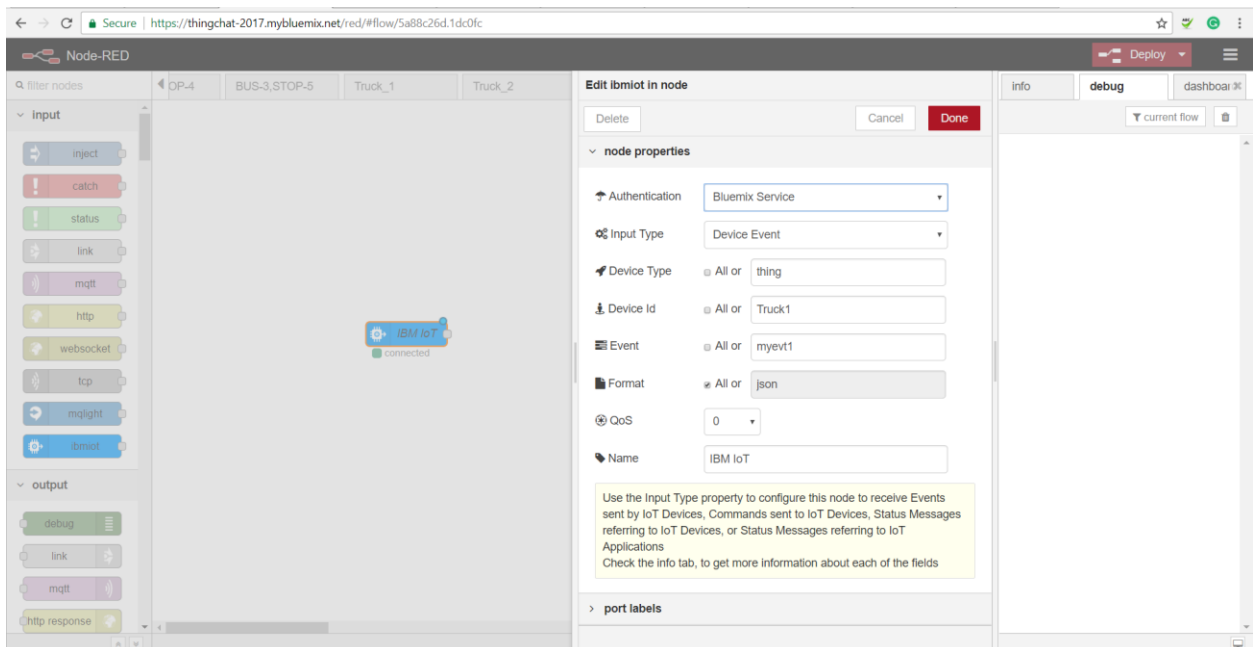 Secure | https://thingchat-2017.mybluemix.net/red/#flow/5a88c26d.1dc0fc
Node-RED
Deploy
filter nodes
input
inject
catch
status
link
mqtt
http
websocket
tcp
mqlight
ibmiot
output
debug
link
mqtt
http response
OP-4
BUS-3,STOP-5
Truck_1
Truck_2
IBM IoT
connected
Edit ibmiot in node
Delete
Cancel
Done
node properties
Authentication
Bluemix Service
Input Type
Device Event
Device Type
All or
thing
Device Id
All or
Truck1
Event
All or
myevt1
Format
All or
json
QoS
0
Name
IBM IoT
Use the Input Type property to configure this node to receive Events
sent by IoT Devices, Commands sent to IoT Devices, Status Messages
referring to IoT Devices, or Status Messages referring to IoT
Applications
Check the info tab, to get more information about each of the fields
port labels
info
debug
dashboar
current flow